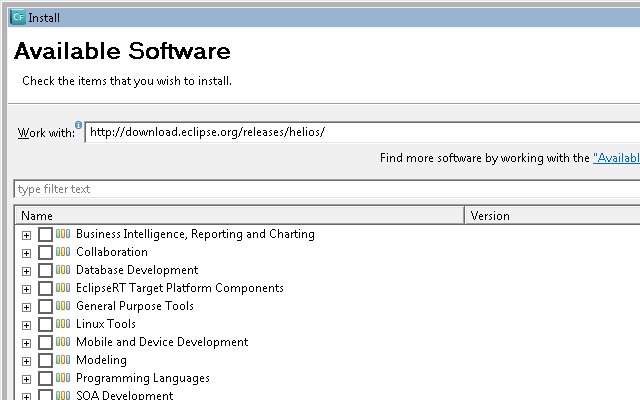 CF Install
Available Software
Check the items that you wish to install.
Work with: http://download.eclipse.org/releases/helios/
Find more software by working with the "Availabl
type filter text
Name Version
Business Intelligence, Reporting and Charting
Collaboration
Database Development
EclipseRT Target Platform Components
General Purpose Tools
Linux Tools
Mobile and Device Development
Modeling
Programming Languages
SOA Development